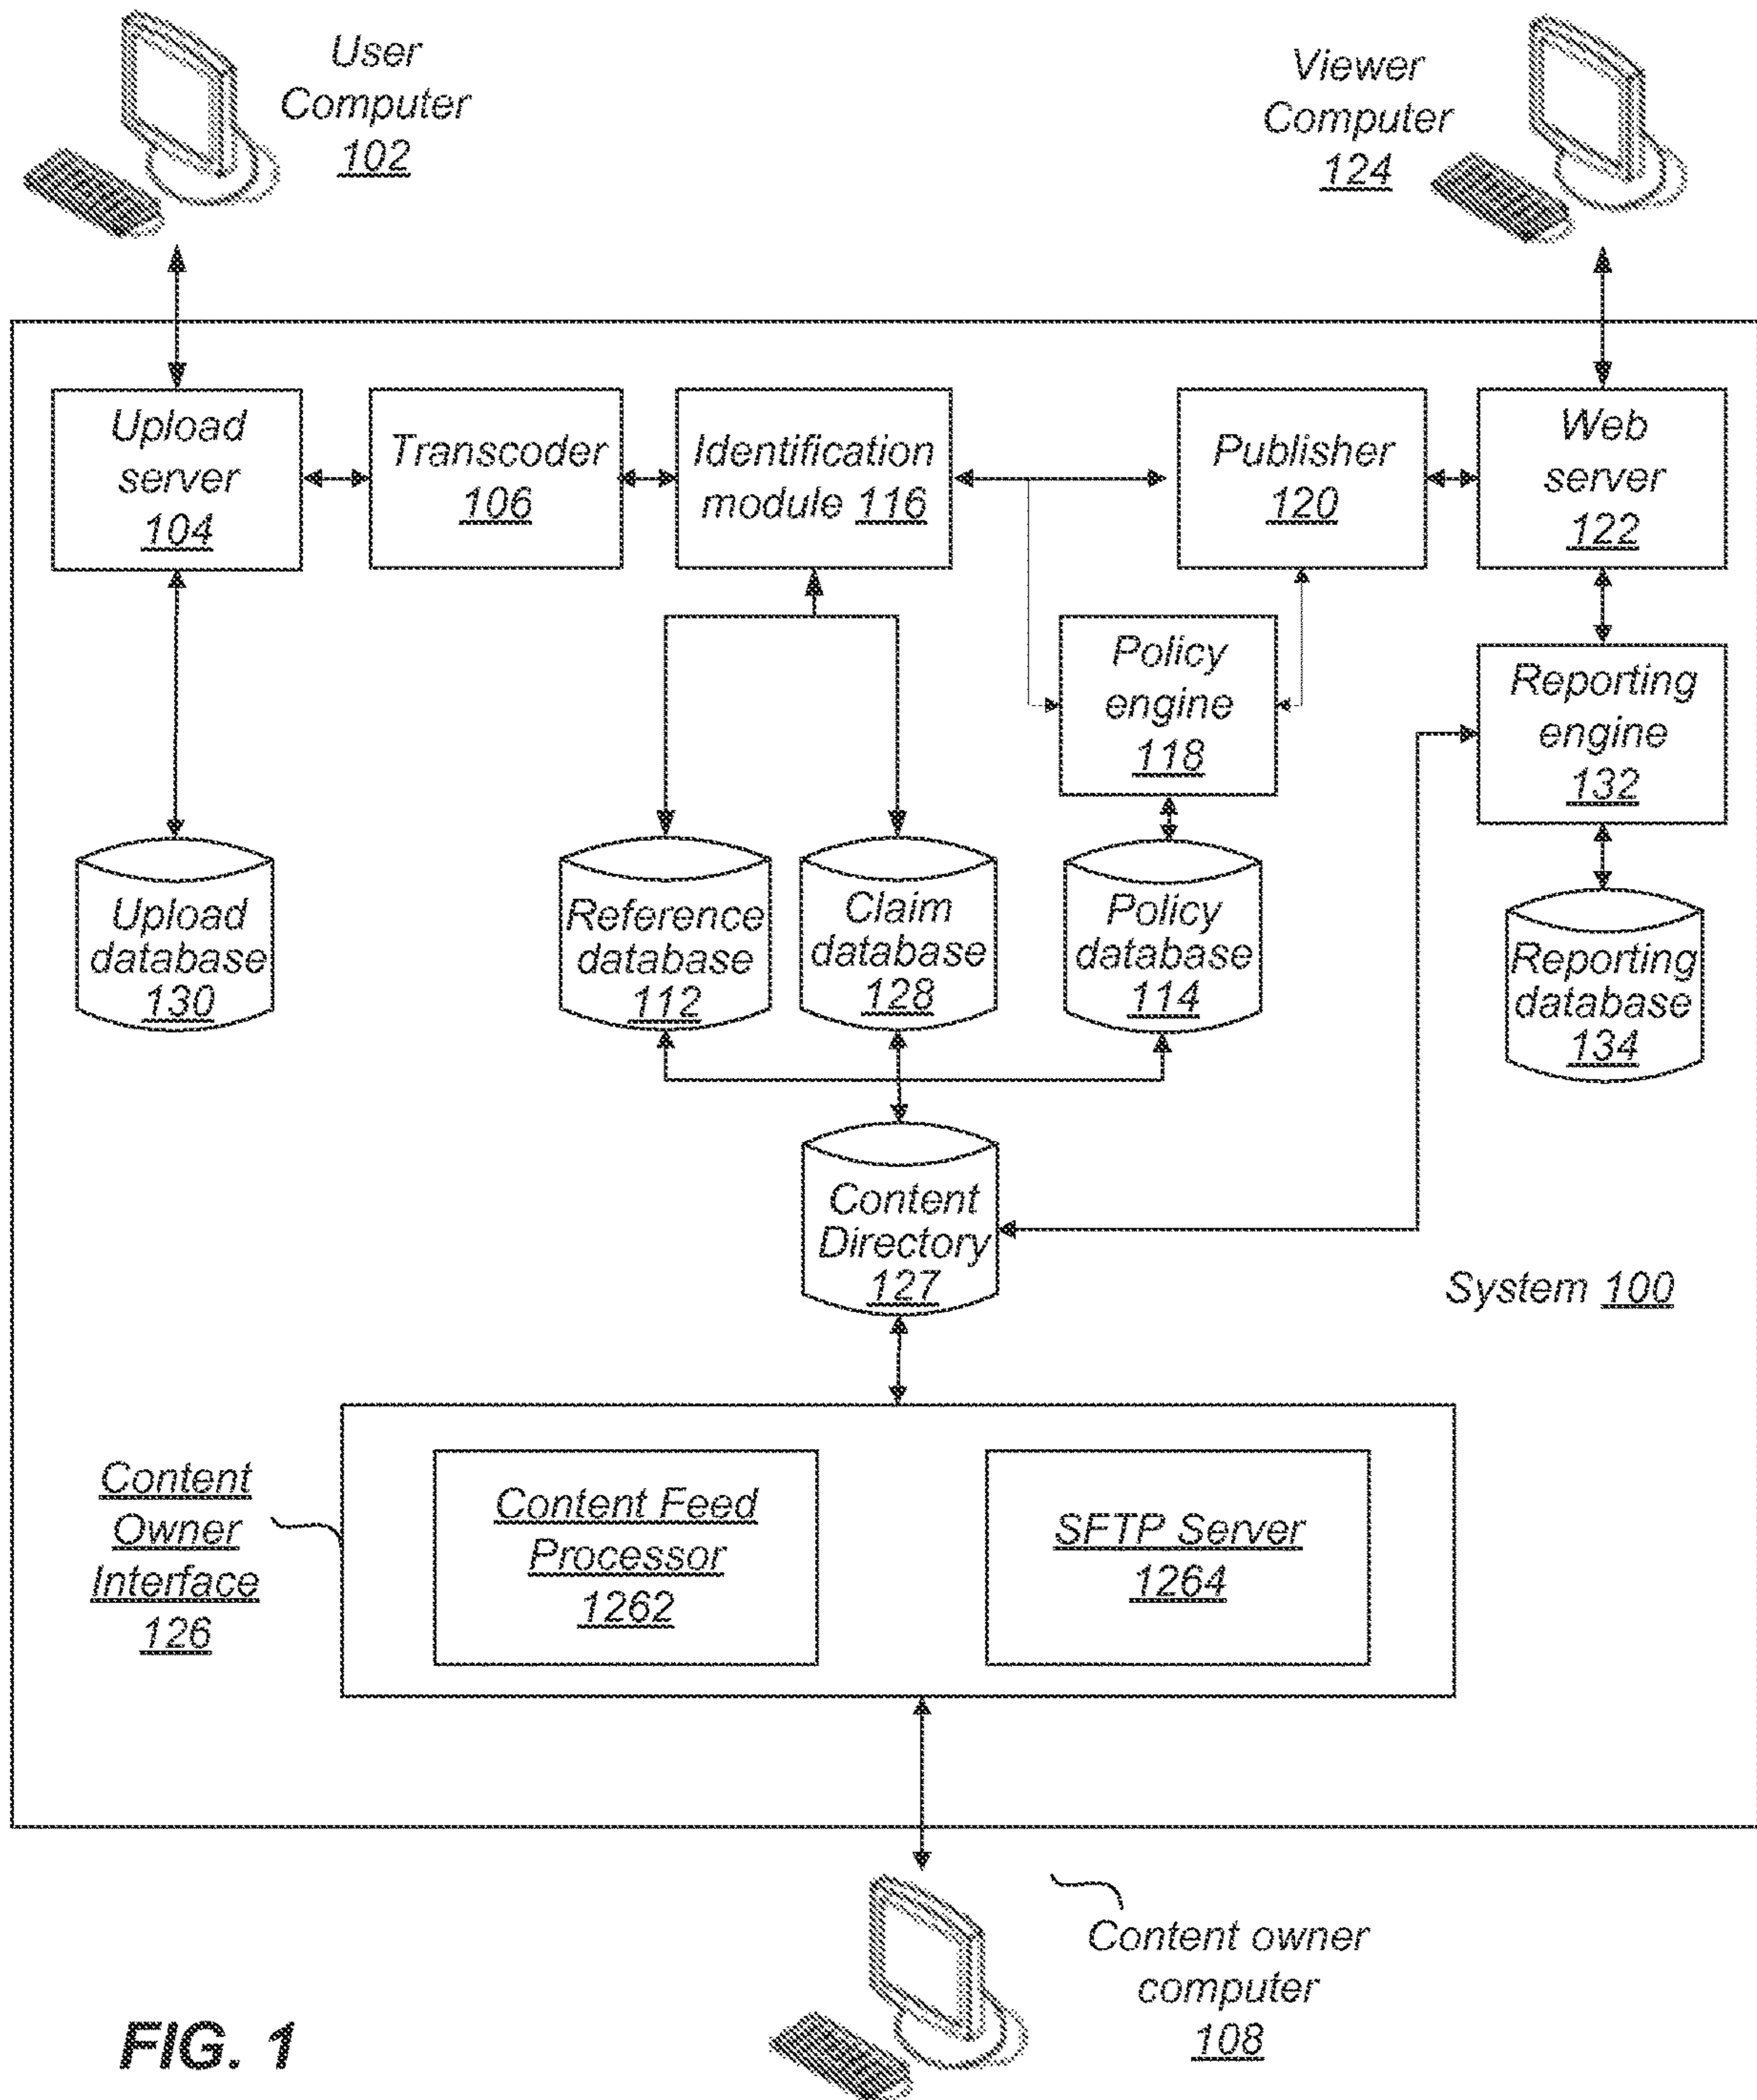 User
Computer
102
Viewer
Computer
124
Upload
server
104
Transcoder
106
Identification
module 116
Publisher
120
Web
server
122
Policy
engine
118
Reporting
engine
132
Upload
database
130
Reference
database
112
Claim
database
128
Policy
database
114
Reporting
database
134
Content
Directory
127
System 100
Content
Owner
Interface
126
Content Feed
Processor
1262
SFTP Server
1264
Content owner
computer
108
FIG. 1